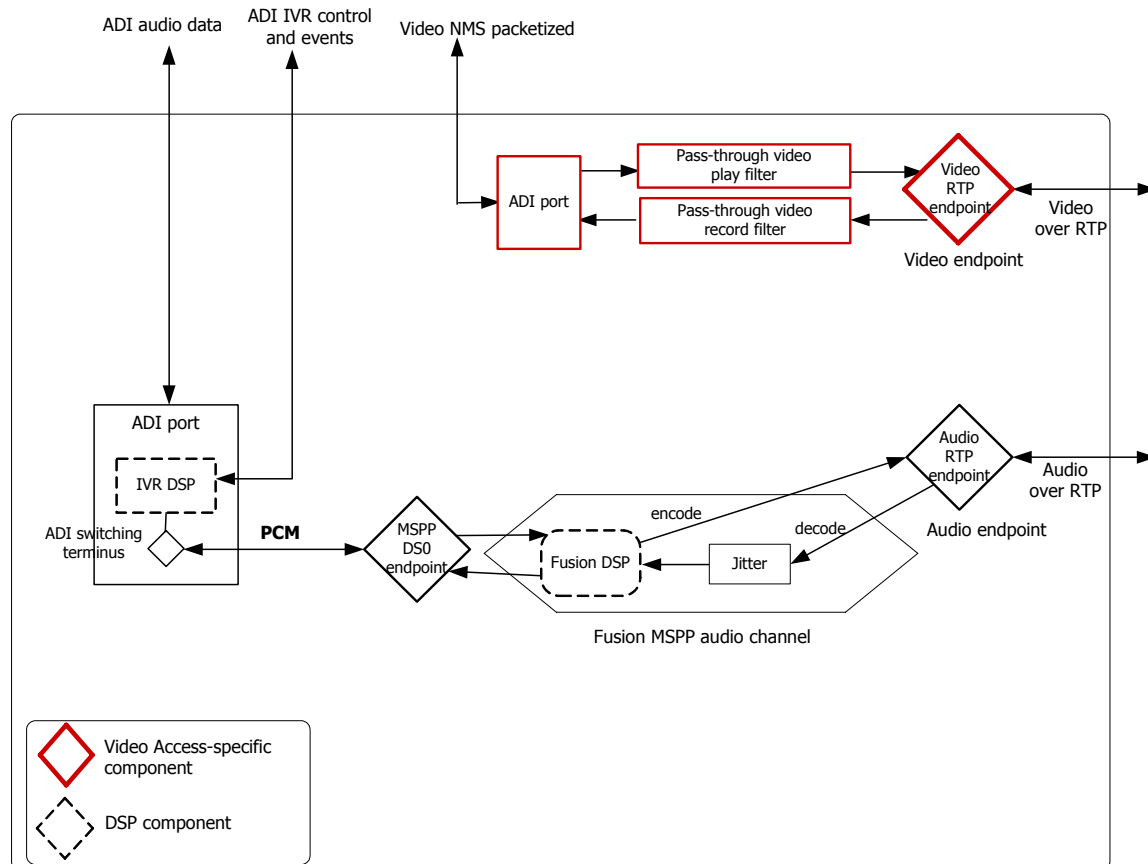 ADI audio data
ADI IVR control
and events
Video NMS packetized
Pass-through video
play filter
ADI port
Pass-through video
record filter
Video
RTP
endpoint
Video
over RTP
Video endpoint
ADI port
IVR DSP
ADI switching
terminus
PCM
MSPP
DS0
endpoint
Fusion DSP
encode
decode
Jitter
Audio
RTP
endpoint
Audio
over RTP
Audio endpoint
Fusion MSPP audio channel
Video Access-specific
component
DSP component